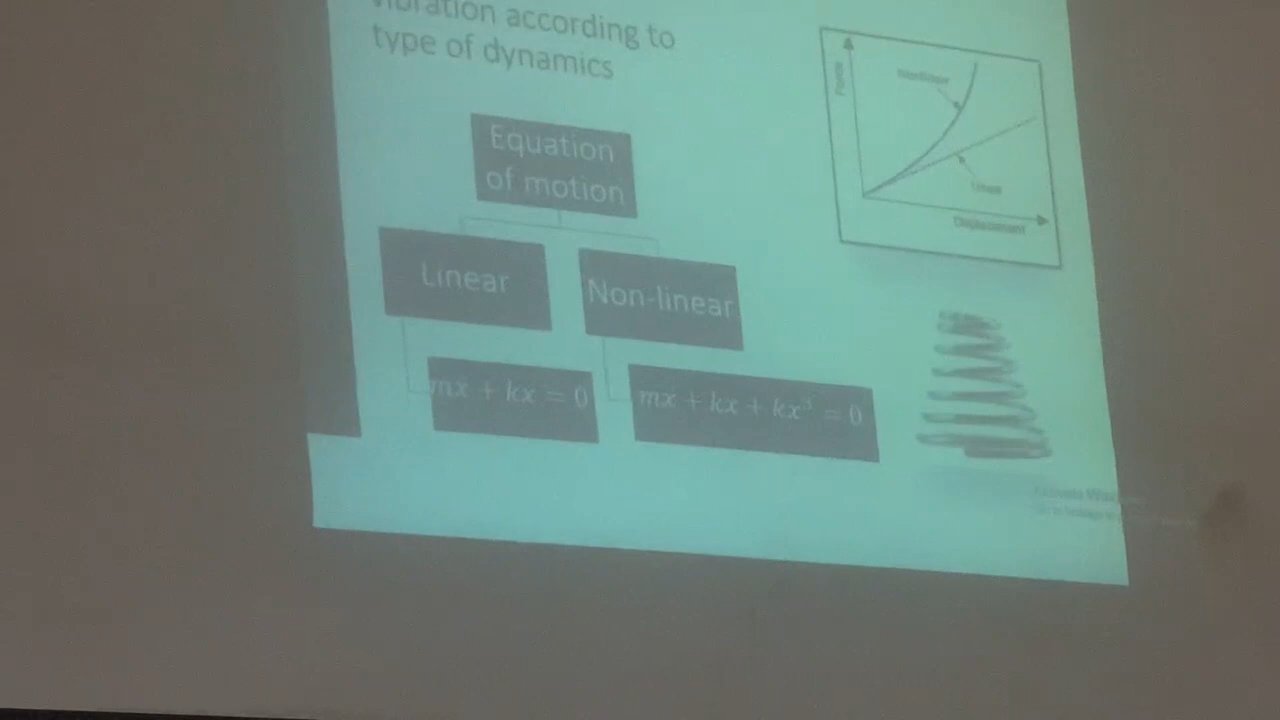 vibration according to
type of dynamics
Equation
of motion
Linear
Non-linear
mx + kx = 0
mx + kx + kx³ = 0
Force
Nonlinear
Linear
Displacement